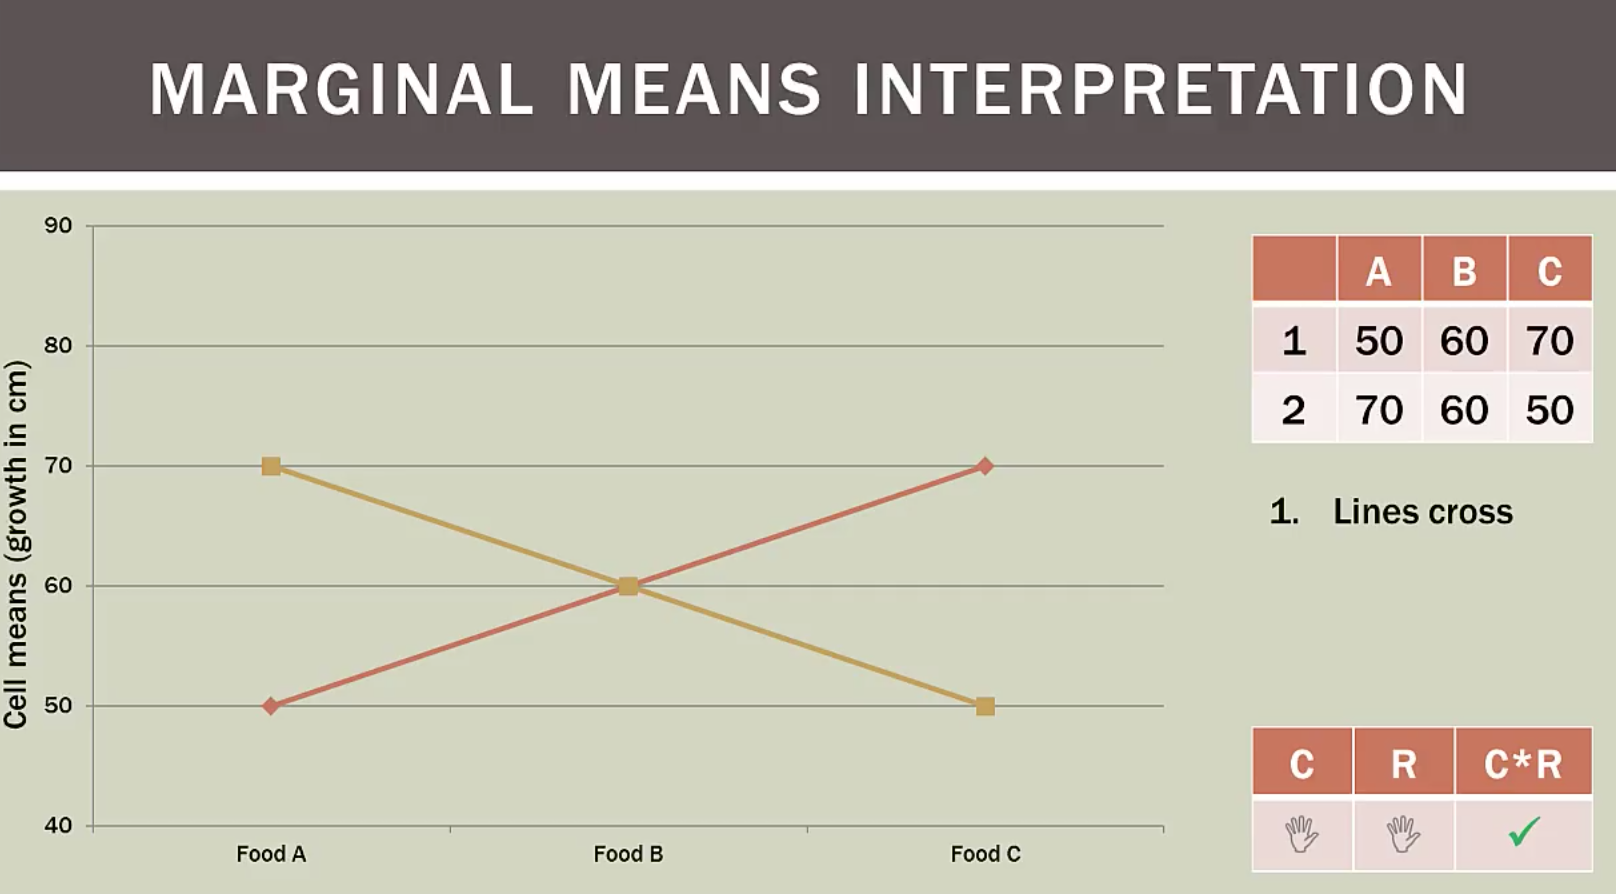 MARGINAL MEANS INTERPRETATION
90
80
70
60
50
40
Cell means (growth in cm)
Food A Food B Food C
A B C
1 50 60 70
2 70 60 50
1. Lines cross
C R C*R